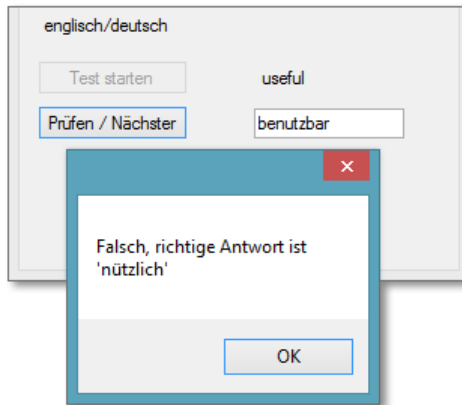 englisch/deutsch
Test starten
useful
Prüfen / Nächster
benutzbar
Falsch, richtige Antwort ist
'nützlich'
OK